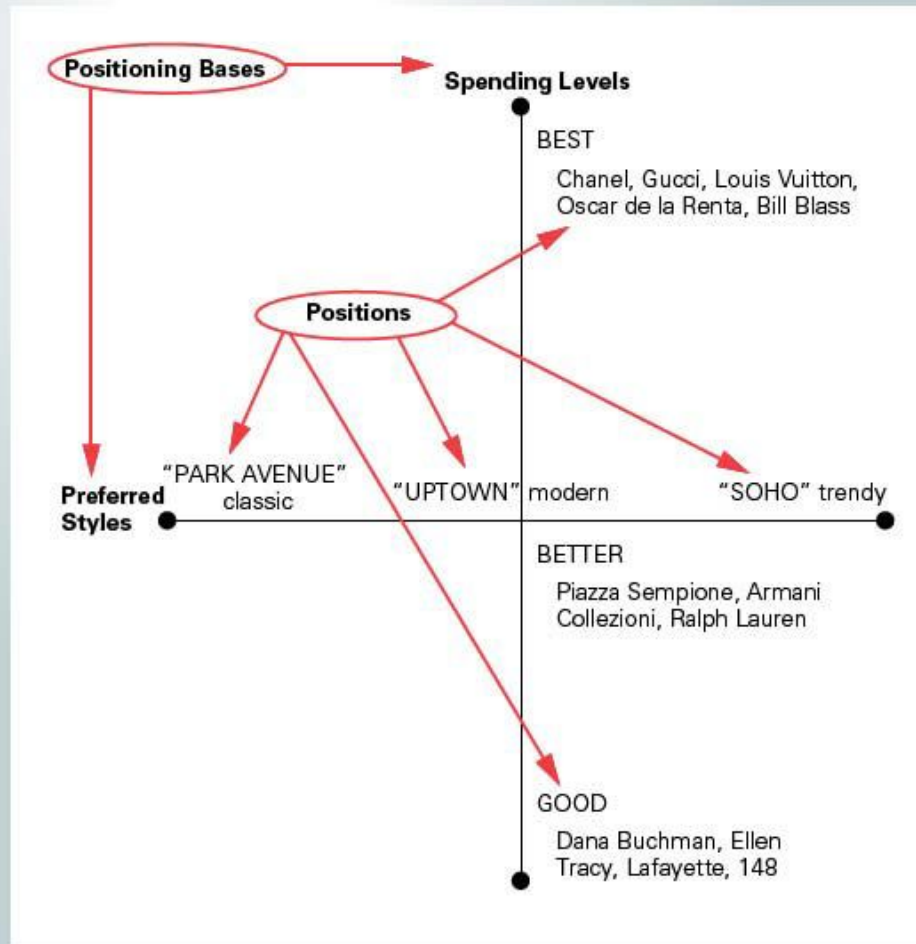 Positioning Bases
Spending Levels
BEST
Chanel, Gucci, Louis Vuitton,
Oscar de la Renta, Bill Blass
Positions
Preferred
Styles
“PARK AVENUE”
classic
“UPTOWN” modern
“SOHO” trendy
BETTER
Piazza Sempione, Armani
Collezioni, Ralph Lauren
GOOD
Dana Buchman, Ellen
Tracy, Lafayette, 148